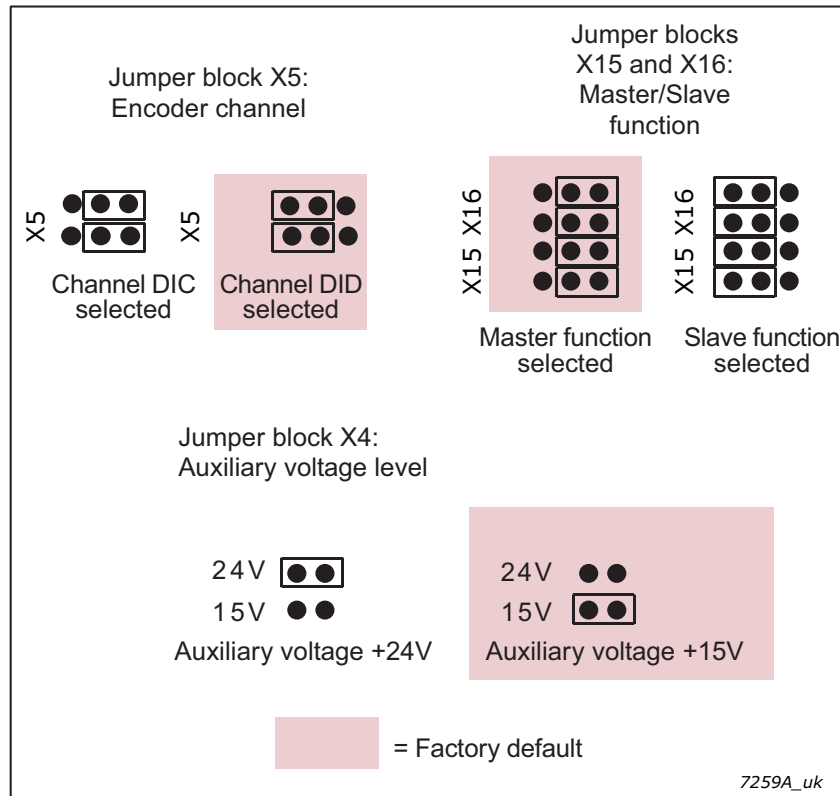 Jumper block X5:
Encoder channel
Jumper blocks
X15 and X16:
Master/Slave
function
X5
X5
Channel DIC
selected
Channel DID
selected
X15 X16
X15 X16
Master function
selected
Slave function
selected
Jumper block X4:
Auxiliary voltage level
24V
15V
Auxiliary voltage +24V
24V
15V
Auxiliary voltage +15V
= Factory default
7259A_uk